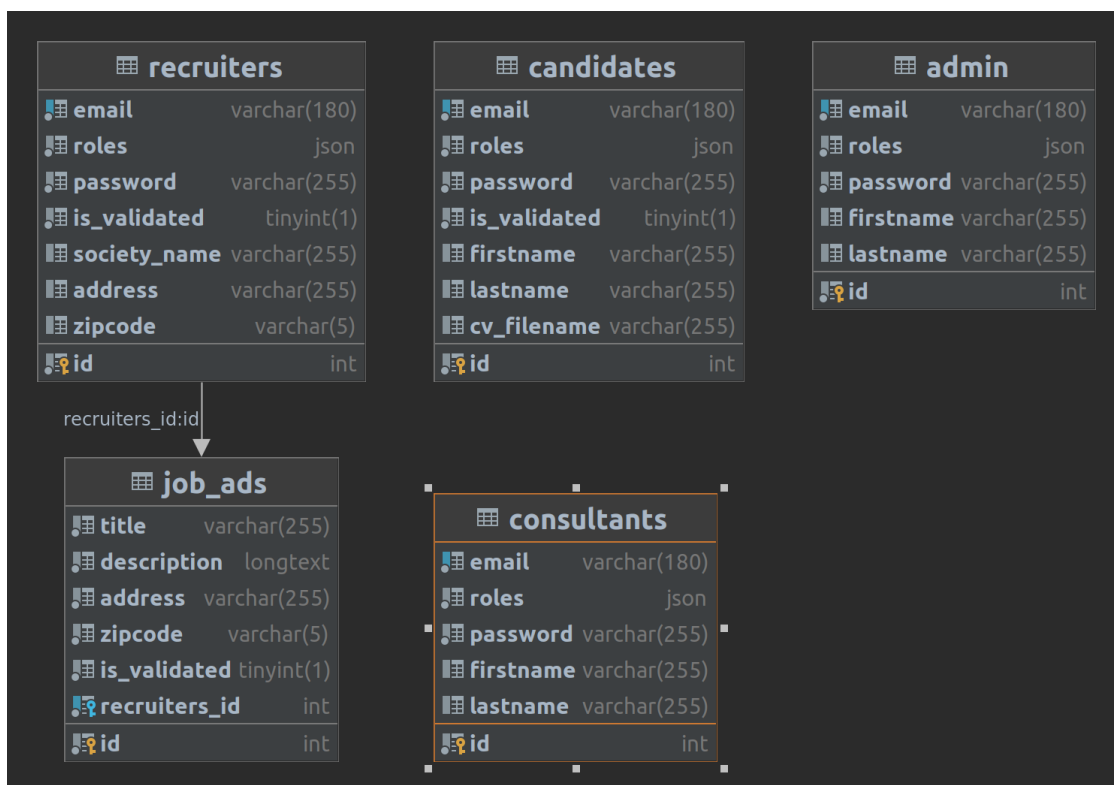 recruiters
email varchar(180)
roles json
password varchar(255)
is_validated tinyint(1)
society_name varchar(255)
address varchar(255)
zipcode varchar(5)
id int
candidates
email varchar(180)
roles json
password varchar(255)
is_validated tinyint(1)
firstname varchar(255)
lastname varchar(255)
cv_filename varchar(255)
id int
admin
email varchar(180)
roles json
password varchar(255)
firstname varchar(255)
lastname varchar(255)
id int
recruiters_id:id
job_ads
title varchar(255)
description longtext
address varchar(255)
zipcode varchar(5)
is_validated tinyint(1)
recruiters_id int
id int
consultants
email varchar(180)
roles json
password varchar(255)
firstname varchar(255)
lastname varchar(255)
id int